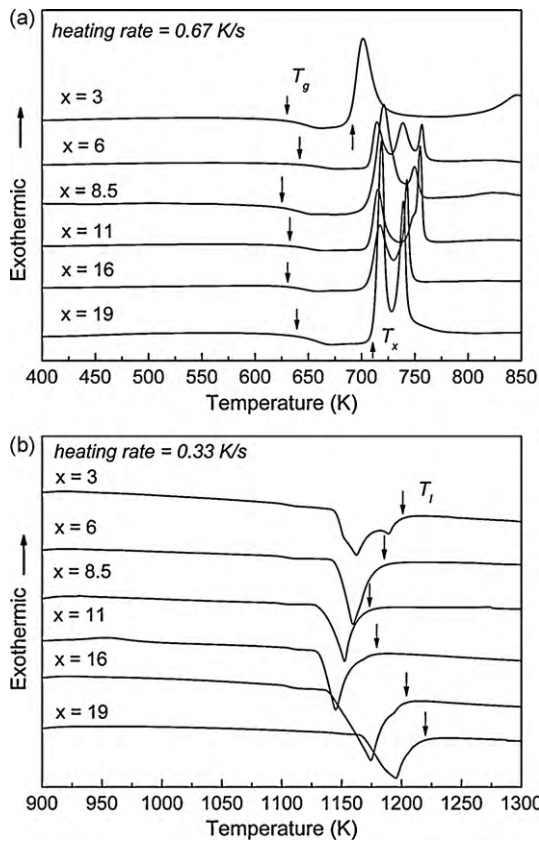 (a)
heating rate = 0.67 K/s
x = 3
T_g
x = 6
x = 8.5
x = 11
x = 16
x = 19
T_x
Exothermic
400 450 500 550 600 650 700 750 800 850
Temperature (K)
(b)
heating rate = 0.33 K/s
x = 3
T_l
x = 6
x = 8.5
x = 11
x = 16
x = 19
Exothermic
900 950 1000 1050 1100 1150 1200 1250 1300
Temperature (K)